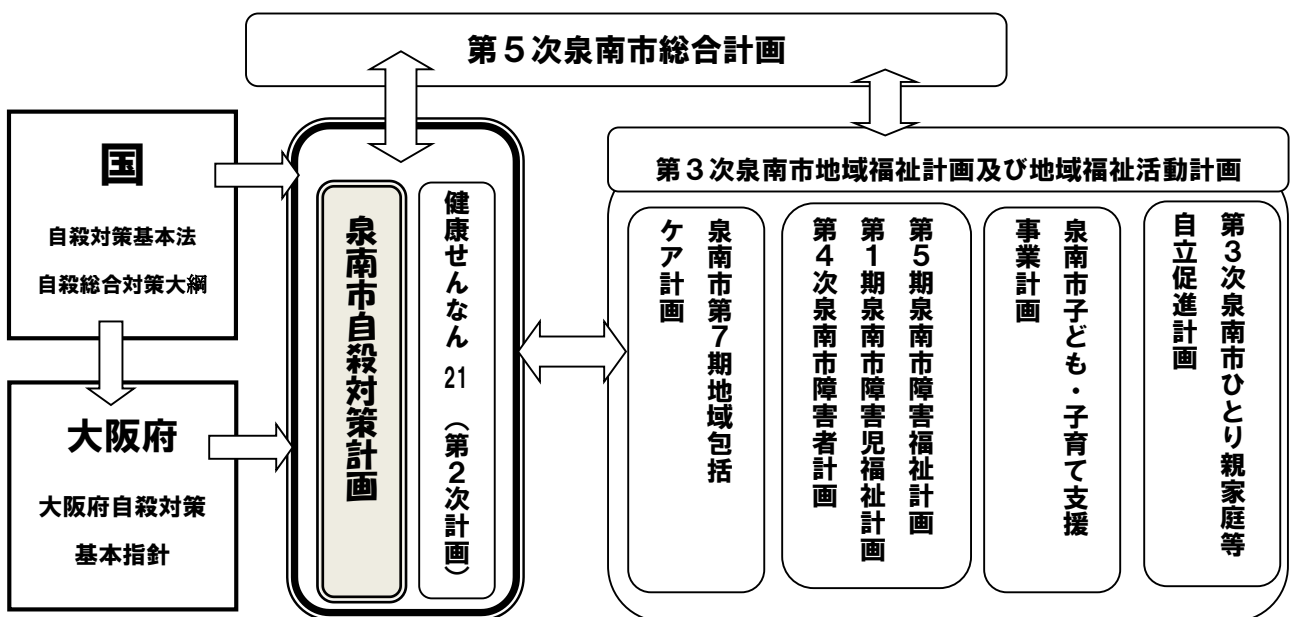 第５次泉南市総合計画
国
自殺対策基本法
自殺総合対策大綱
大阪府
大阪府自殺対策
基本指針
泉南市自殺対策計画
健康せんなん 21 （第２次計画）
第３次泉南市地域福祉計画及び地域福祉活動計画
泉南市第７期地域包括
ケア計画
第５期泉南市障害福祉計画
第１期泉南市障害児福祉計画
第４次泉南市障害者計画
泉南市子ども・子育て支援
事業計画
第３次泉南市ひとり親家庭等
自立促進計画